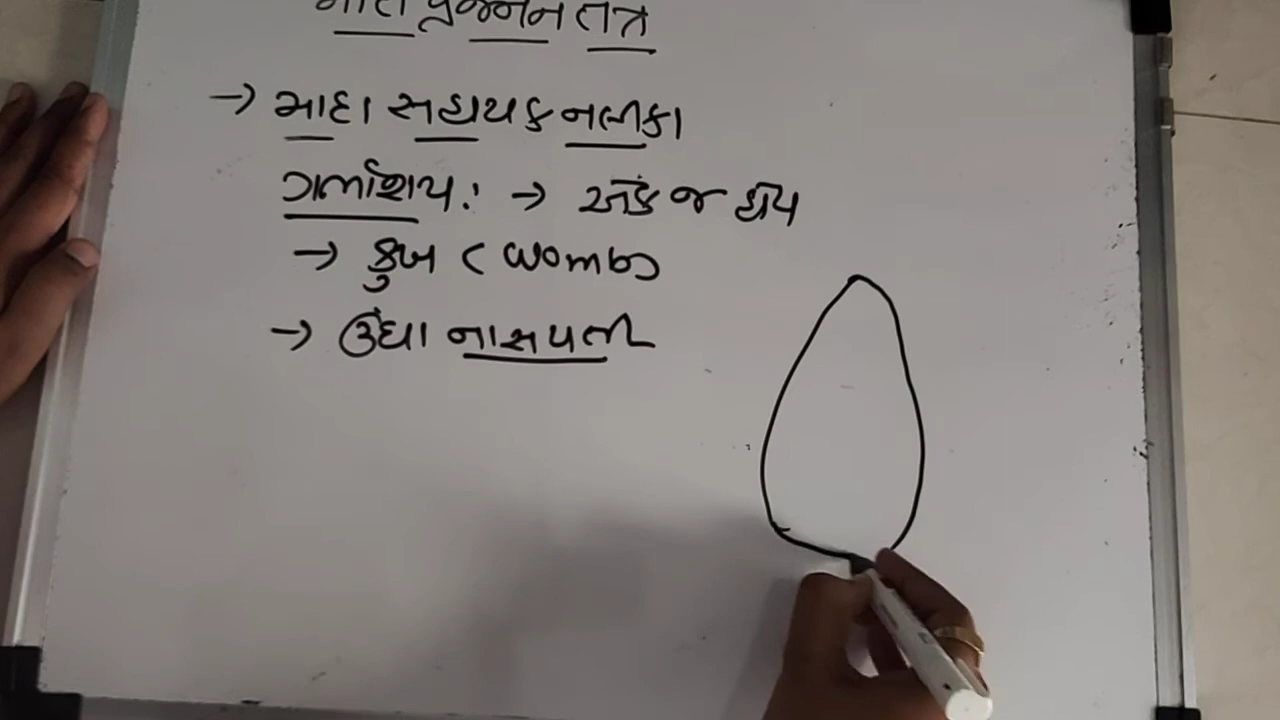 પ્રજનન તંત્ર
→ માદા સહાયક નલીકા
ગર્ભાશય : → એક જ હોય
→ કુખ (womb)
→ ઉંધા નાસપતી